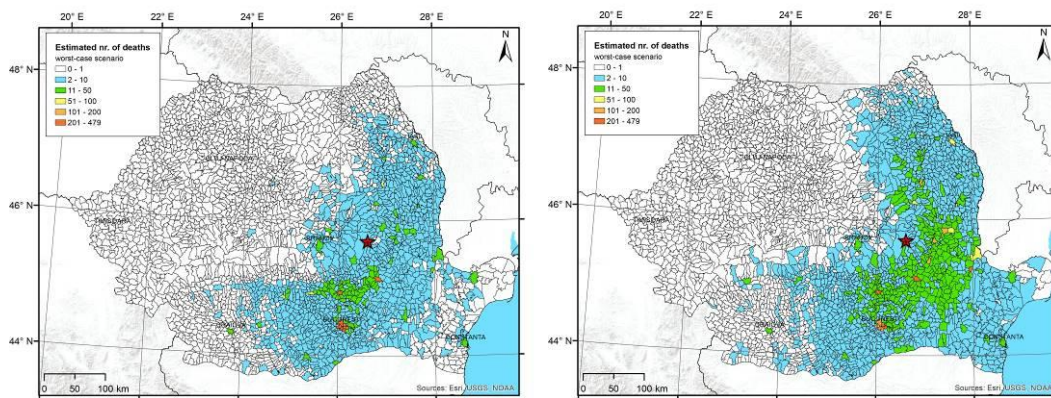 20°E 22°E 24°E 26°E 28°E
N
Estimated nr. of deaths
worst-case scenario
0 - 1
2 - 10
11 - 50
51 - 100
101 - 200
201 - 479
48°N
46°N
44°N
0 50 100 km
Sources: Esri, USGS, NOAA
20°E 22°E 24°E 26°E 28°E
N
Estimated nr. of deaths
worst-case scenario
0 - 1
2 - 10
11 - 50
51 - 100
101 - 200
201 - 479
48°N
46°N
44°N
0 50 100 km
Sources: Esri, USGS, NOAA